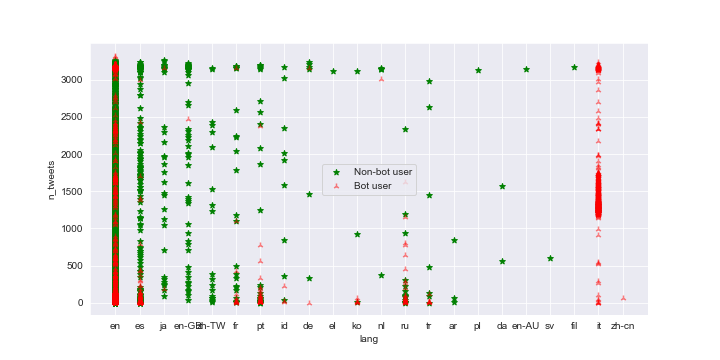 n_tweets
3000
2500
2000
1500
1000
500
0
Non-bot user
Bot user
en es ja en-GB zh-TW fr pt id de el ko nl ru tr ar pl da en-AU sv fil it zh-cn
lang